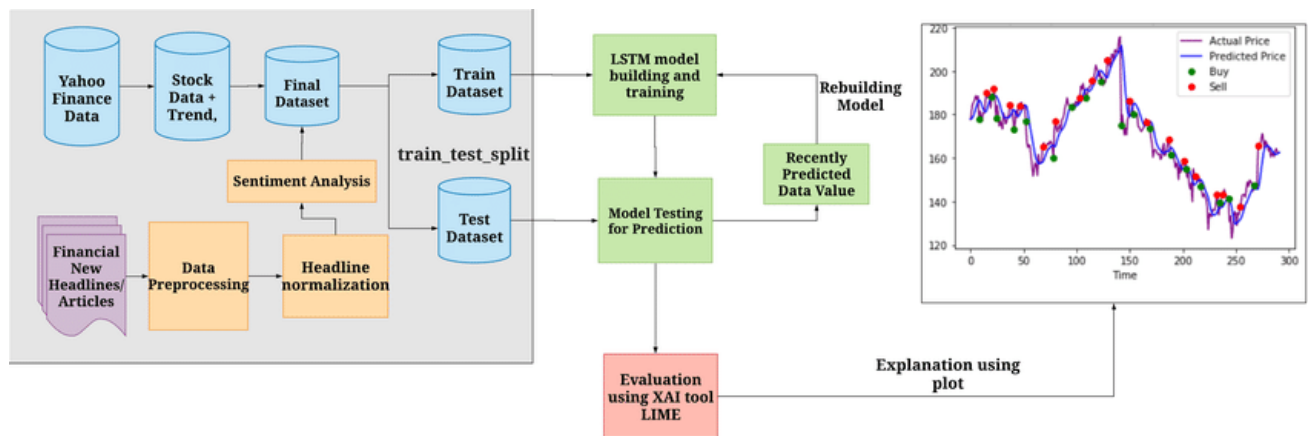 Yahoo
Finance
Data
Stock
Data +
Trend,
Final
Dataset
Train
Dataset
train_test_split
Test
Dataset
Sentiment Analysis
Financial
New
Headlines/
Articles
Data
Preprocessing
Headline
normalization
LSTM model
building and
training
Rebuilding
Model
Recently
Predicted
Data Value
Model Testing
for Prediction
Evaluation
using XAI tool
LIME
Explanation using
plot
220
200
180
160
140
120
0 50 100 150 200 250 300
Time
Actual Price
Predicted Price
Buy
Sell